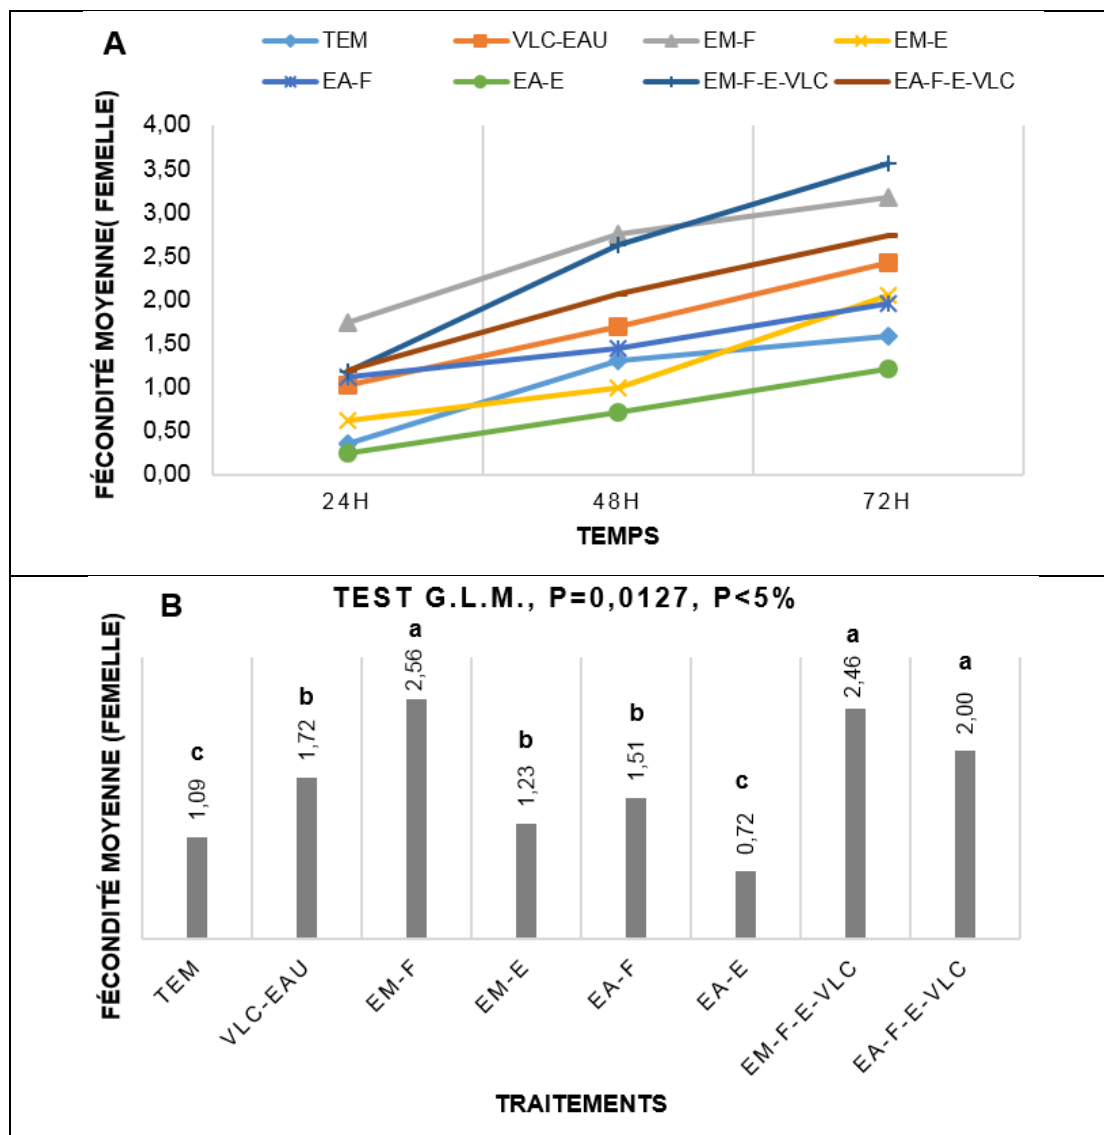 A
TEM VLC-EAU EM-F EM-E
EA-F EA-E EM-F-E-VLC EA-F-E-VLC
FÉCONDITÉ MOYENNE( FEMELLE)
4,00
3,50
3,00
2,50
2,00
1,50
1,00
0,50
0,00
24H 48H 72H
TEMPS
B
TEST G.L.M., P=0,0127, P<5%
FÉCONDITÉ MOYENNE (FEMELLE)
c b a b b c a a
1,09 1,72 2,56 1,23 1,51 0,72 2,46 2,00
TEM VLC-EAU EM-F EM-E EA-F EA-E EM-F-E-VLC EA-F-E-VLC
TRAITEMENTS